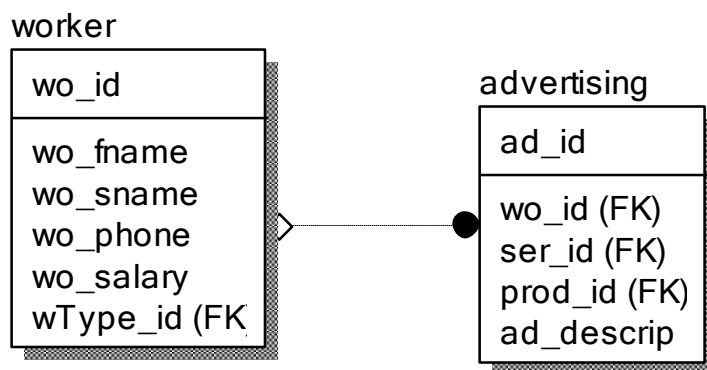 worker
wo_id
wo_fname
wo_sname
wo_phone
wo_salary
wType_id (FK)
advertising
ad_id
wo_id (FK)
ser_id (FK)
prod_id (FK)
ad_descrip